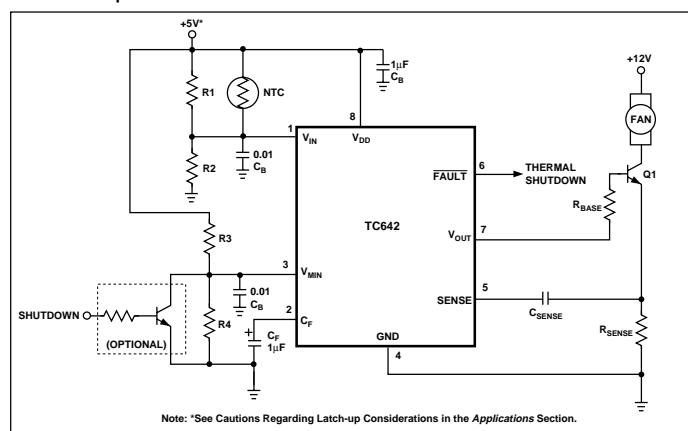 +5V*
+12V
R1
NTC
1μF
C_B
FAN
1
V_IN
8
V_DD
R2
0.01
C_B
6
FAULT
THERMAL
SHUTDOWN
Q1
R_BASE
TC642
7
V_OUT
R3
3
V_MIN
5
SENSE
C_SENSE
0.01
C_B
SHUTDOWN
(OPTIONAL)
R4
2
C_F
+
C_F
1μF
R_SENSE
GND
4
Note: *See Cautions Regarding Latch-up Considerations in the Applications Section.